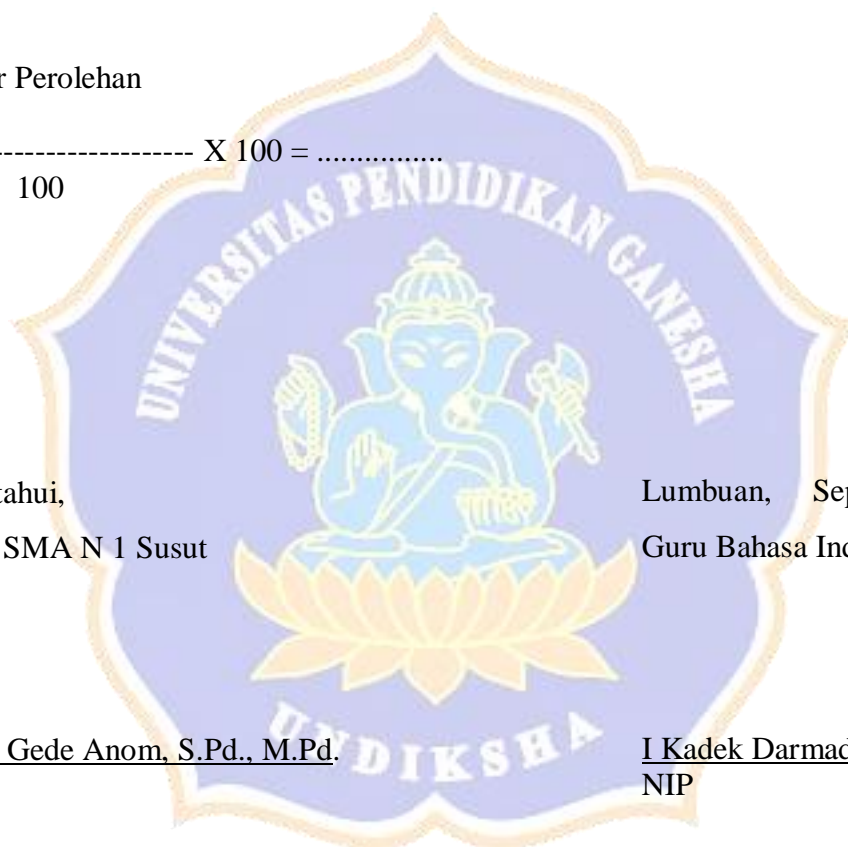 r Perolehan
------------------- X 100 = ................
100
UNIVERSITAS PENDIDIKAN GANESHA
tahui,
Lumbuan, Sep
SMA N 1 Susut
Guru Bahasa Ind
Gede Anom, S.Pd., M.Pd.
I Kadek Darmad
NIP
UNDIKSHA